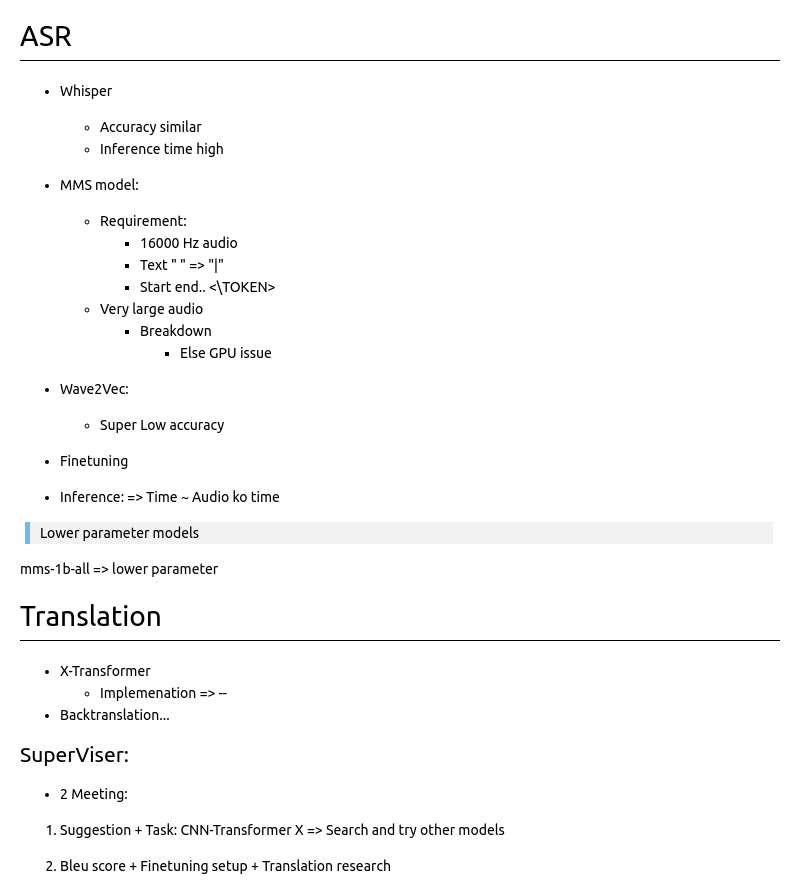 ASR
Whisper
Accuracy similar
Inference time high
MMS model:
Requirement:
16000 Hz audio
Text " " => "|"
Start end.. <\TOKEN>
Very large audio
Breakdown
Else GPU issue
Wave2Vec:
Super Low accuracy
Finetuning
Inference: => Time ~ Audio ko time
Lower parameter models
mms-1b-all => lower parameter
Translation
X-Transformer
Implemenation => --
Backtranslation...
SuperViser:
2 Meeting:
1. Suggestion + Task: CNN-Transformer X => Search and try other models
2. Bleu score + Finetuning setup + Translation research